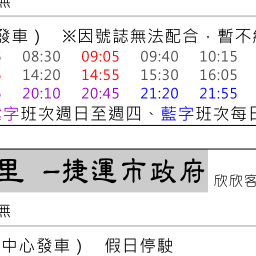 無
發車）　※因號誌無法配合，暫不
08:30 09:05 09:40 10:15
14:20 14:55 15:30 16:05
20:10 20:45 21:20 21:55
字班次週日至週四、藍字班次每日
里 －捷運市政府 欣欣客
無
中心發車）　假日停駛